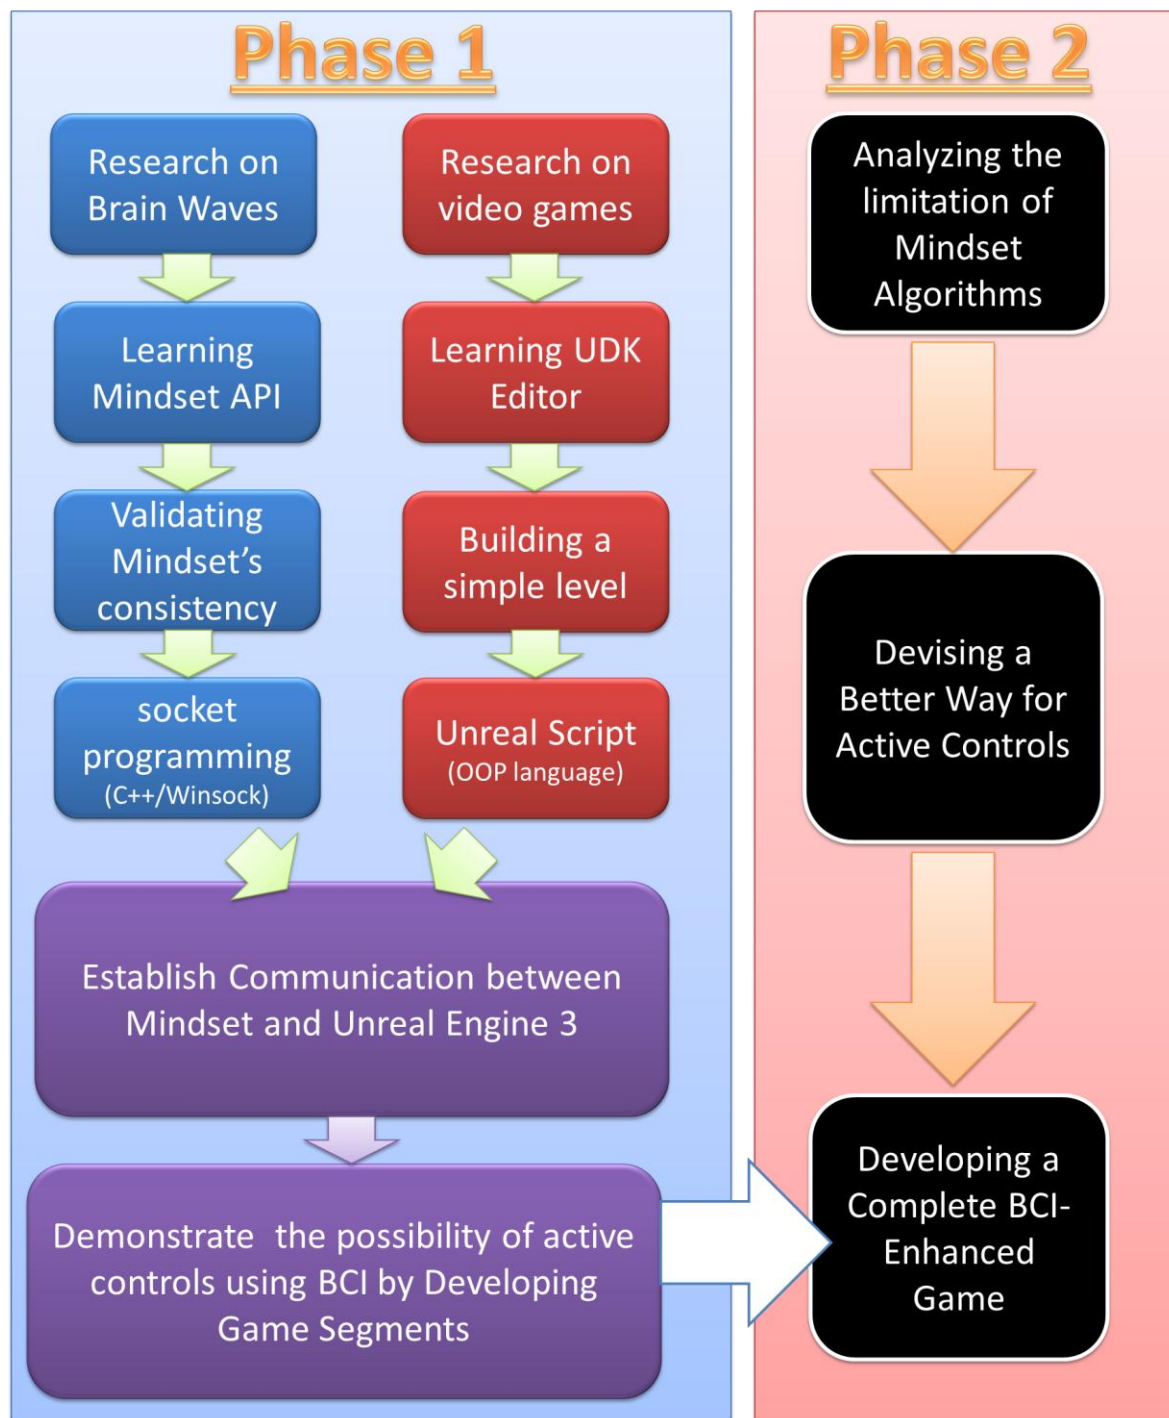 Phase 1
Research on
Brain Waves
Learning
Mindset API
Validating
Mindset’s
consistency
socket
programming
(C++/Winsock)
Research on
video games
Learning UDK
Editor
Building a
simple level
Unreal Script
(OOP language)
Establish Communication between
Mindset and Unreal Engine 3
Demonstrate the possibility of active
controls using BCI by Developing
Game Segments
Phase 2
Analyzing the
limitation of
Mindset
Algorithms
Devising a
Better Way for
Active Controls
Developing a
Complete BCI-
Enhanced
Game